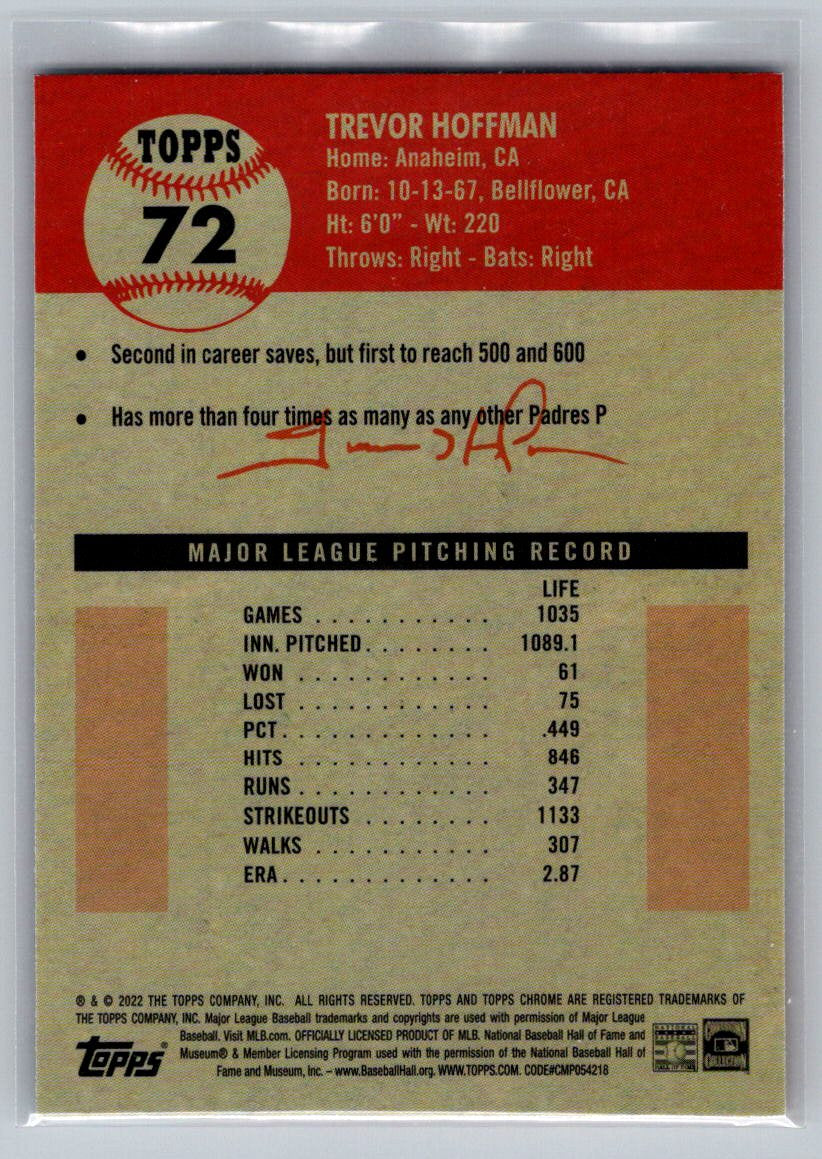 TOPPS
72
TREVOR HOFFMAN
Home: Anaheim, CA
Born: 10-13-67, Bellflower, CA
Ht: 6'0" - Wt: 220
Throws: Right - Bats: Right
• Second in career saves, but first to reach 500 and 600
• Has more than four times as many as any other Padres P
MAJOR LEAGUE PITCHING RECORD
LIFE
GAMES . . . . . . . . . . . 1035
INN. PITCHED . . . . . . . . 1089.1
WON . . . . . . . . . . . . 61
LOST . . . . . . . . . . . . 75
PCT. . . . . . . . . . . . . .449
HITS . . . . . . . . . . . . 846
RUNS . . . . . . . . . . . . 347
STRIKEOUTS . . . . . . . . 1133
WALKS . . . . . . . . . . . 307
ERA. . . . . . . . . . . . . 2.87
® & © 2022 THE TOPPS COMPANY, INC. ALL RIGHTS RESERVED. TOPPS AND TOPPS CHROME ARE REGISTERED TRADEMARKS OF
THE TOPPS COMPANY, INC. Major League Baseball trademarks and copyrights are used with permission of Major League
Baseball. Visit MLB.com. OFFICIALLY LICENSED PRODUCT OF MLB. National Baseball Hall of Fame and
Museum® & Member Licensing Program used with the permission of the National Baseball Hall of
Fame and Museum, Inc. – www.BaseballHall.org. WWW.TOPPS.COM. CODE#CMP054218
Topps®